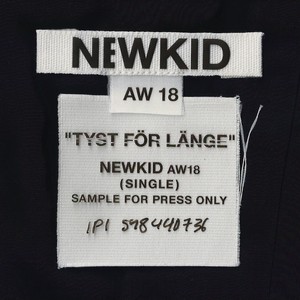 NEWKID
AW 18
"TYST FÖR LÄNGE"
NEWKID AW18
(SINGLE)
SAMPLE FOR PRESS ONLY
IPI 598440736